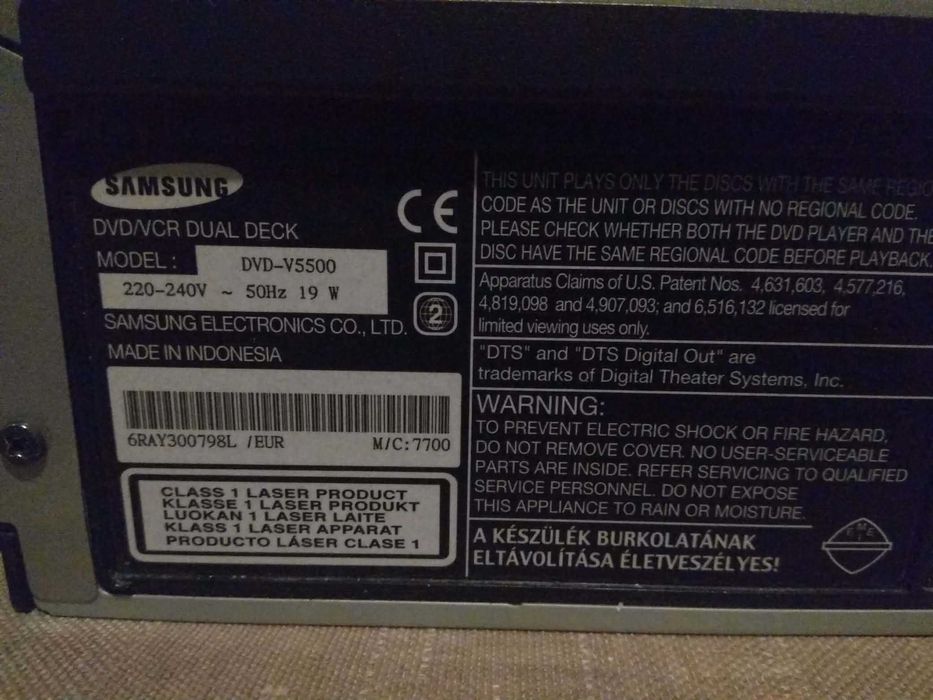 SAMSUNG
DVD/VCR DUAL DECK
MODEL : DVD-V5500
220-240V ~ 50Hz 19 W
SAMSUNG ELECTRONICS CO., LTD.
MADE IN INDONESIA
CE
2
6RAY300798L /EUR M/C:7700
CLASS 1 LASER PRODUCT
KLASSE 1 LASER PRODUKT
LUOKAN 1 LASER LAITE
KLASS 1 LASER APPARAT
PRODUCTO LÁSER CLASE 1
THIS UNIT PLAYS ONLY THE DISCS WITH THE SAME REGIO
CODE AS THE UNIT OR DISCS WITH NO REGIONAL CODE.
PLEASE CHECK WHETHER BOTH THE DVD PLAYER AND THE
DISC HAVE THE SAME REGIONAL CODE BEFORE PLAYBACK.
Apparatus Claims of U.S. Patent Nos. 4,631,603, 4,577,216,
4,819,098 and 4,907,093; and 6,516,132 licensed for
limited viewing uses only.
"DTS" and "DTS Digital Out" are
trademarks of Digital Theater Systems, Inc.
WARNING:
TO PREVENT ELECTRIC SHOCK OR FIRE HAZARD,
DO NOT REMOVE COVER. NO USER-SERVICEABLE
PARTS ARE INSIDE. REFER SERVICING TO QUALIFIED
SERVICE PERSONNEL. DO NOT EXPOSE
THIS APPLIANCE TO RAIN OR MOISTURE.
A KÉSZÜLÉK BURKOLATÁNAK
ELTÁVOLÍTÁSA ÉLETVESZÉLYES!